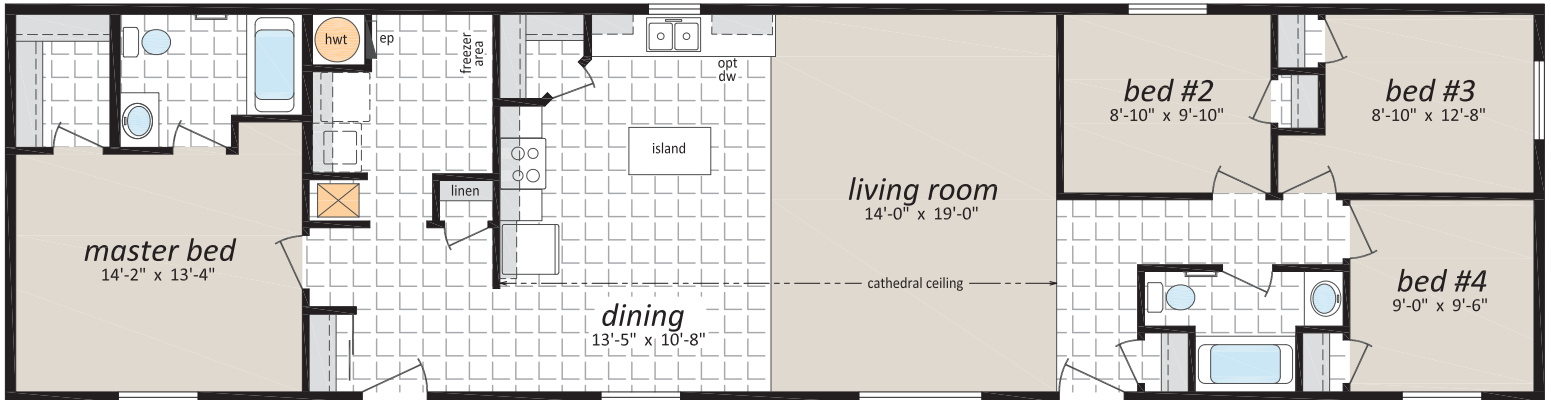 hwt
ep
freezer
area
opt
dw
island
linen
master bed
14'-2" x 13'-4"
living room
14'-0" x 19'-0"
bed #2
8'-10" x 9'-10"
bed #3
8'-10" x 12'-8"
bed #4
9'-0" x 9'-6"
cathedral ceiling
dining
13'-5" x 10'-8"